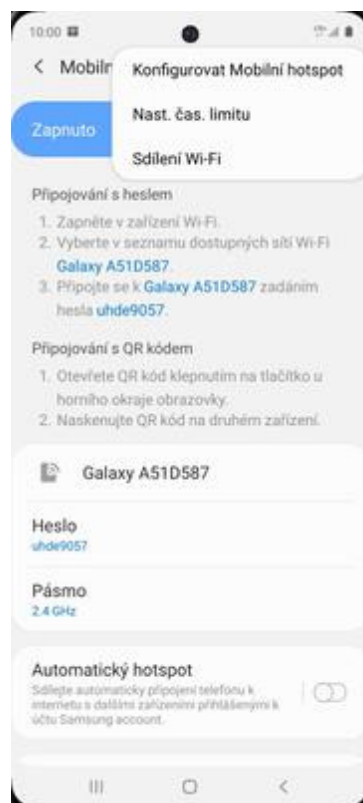 10:00
Mobiln
Konfigurovat Mobilní hotspot
Nast. čas. limitu
Sdílení Wi-Fi
Zapnuto
Připojování s heslem
1. Zapněte v zařízení Wi-Fi.
2. Vyberte v seznamu dostupných sítí Wi-Fi
Galaxy A51D587.
3. Připojte se k Galaxy A51D587 zadáním
hesla uhde9057.
Připojování s QR kódem
1. Otevřete QR kód klepnutím na tlačítko u
horního okraje obrazovky.
2. Naskenujte QR kód na druhém zařízení.
Galaxy A51D587
Heslo
uhde9057
Pásmo
2.4 GHz
Automatický hotspot
Sdílejte automaticky připojení telefonu k
internetu s dalšími zařízeními přihlášenými k
účtu Samsung account.